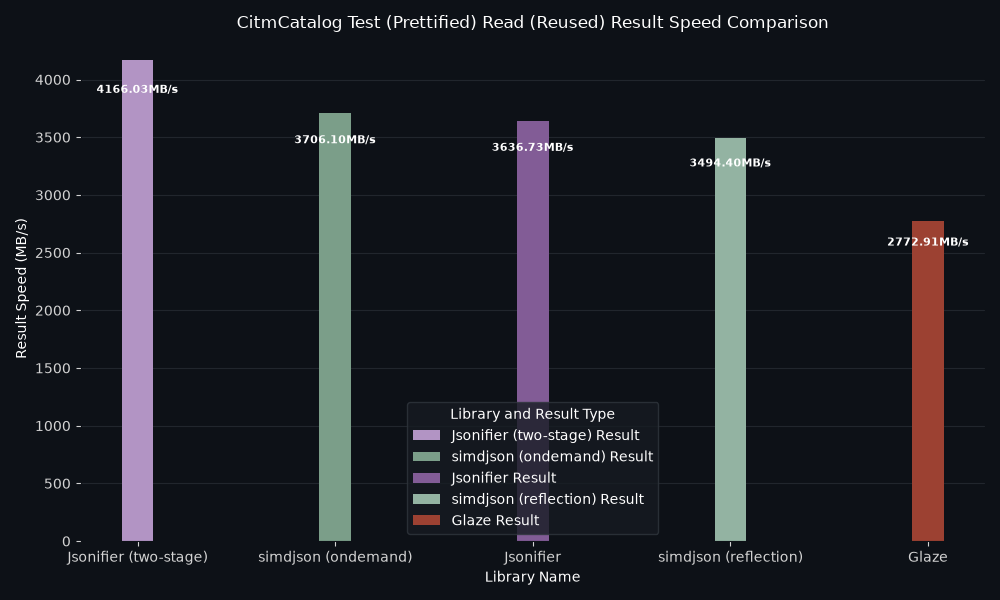 CitmCatalog Test (Prettified) Read (Reused) Result Speed Comparison
Result Speed (MB/s)
4000
3500
3000
2500
2000
1500
1000
500
0
4166.03MB/s
3706.10MB/s
3636.73MB/s
3494.40MB/s
2772.91MB/s
Library and Result Type
Jsonifier (two-stage) Result
simdjson (ondemand) Result
Jsonifier Result
simdjson (reflection) Result
Glaze Result
Jsonifier (two-stage)
simdjson (ondemand)
Jsonifier
simdjson (reflection)
Glaze
Library Name